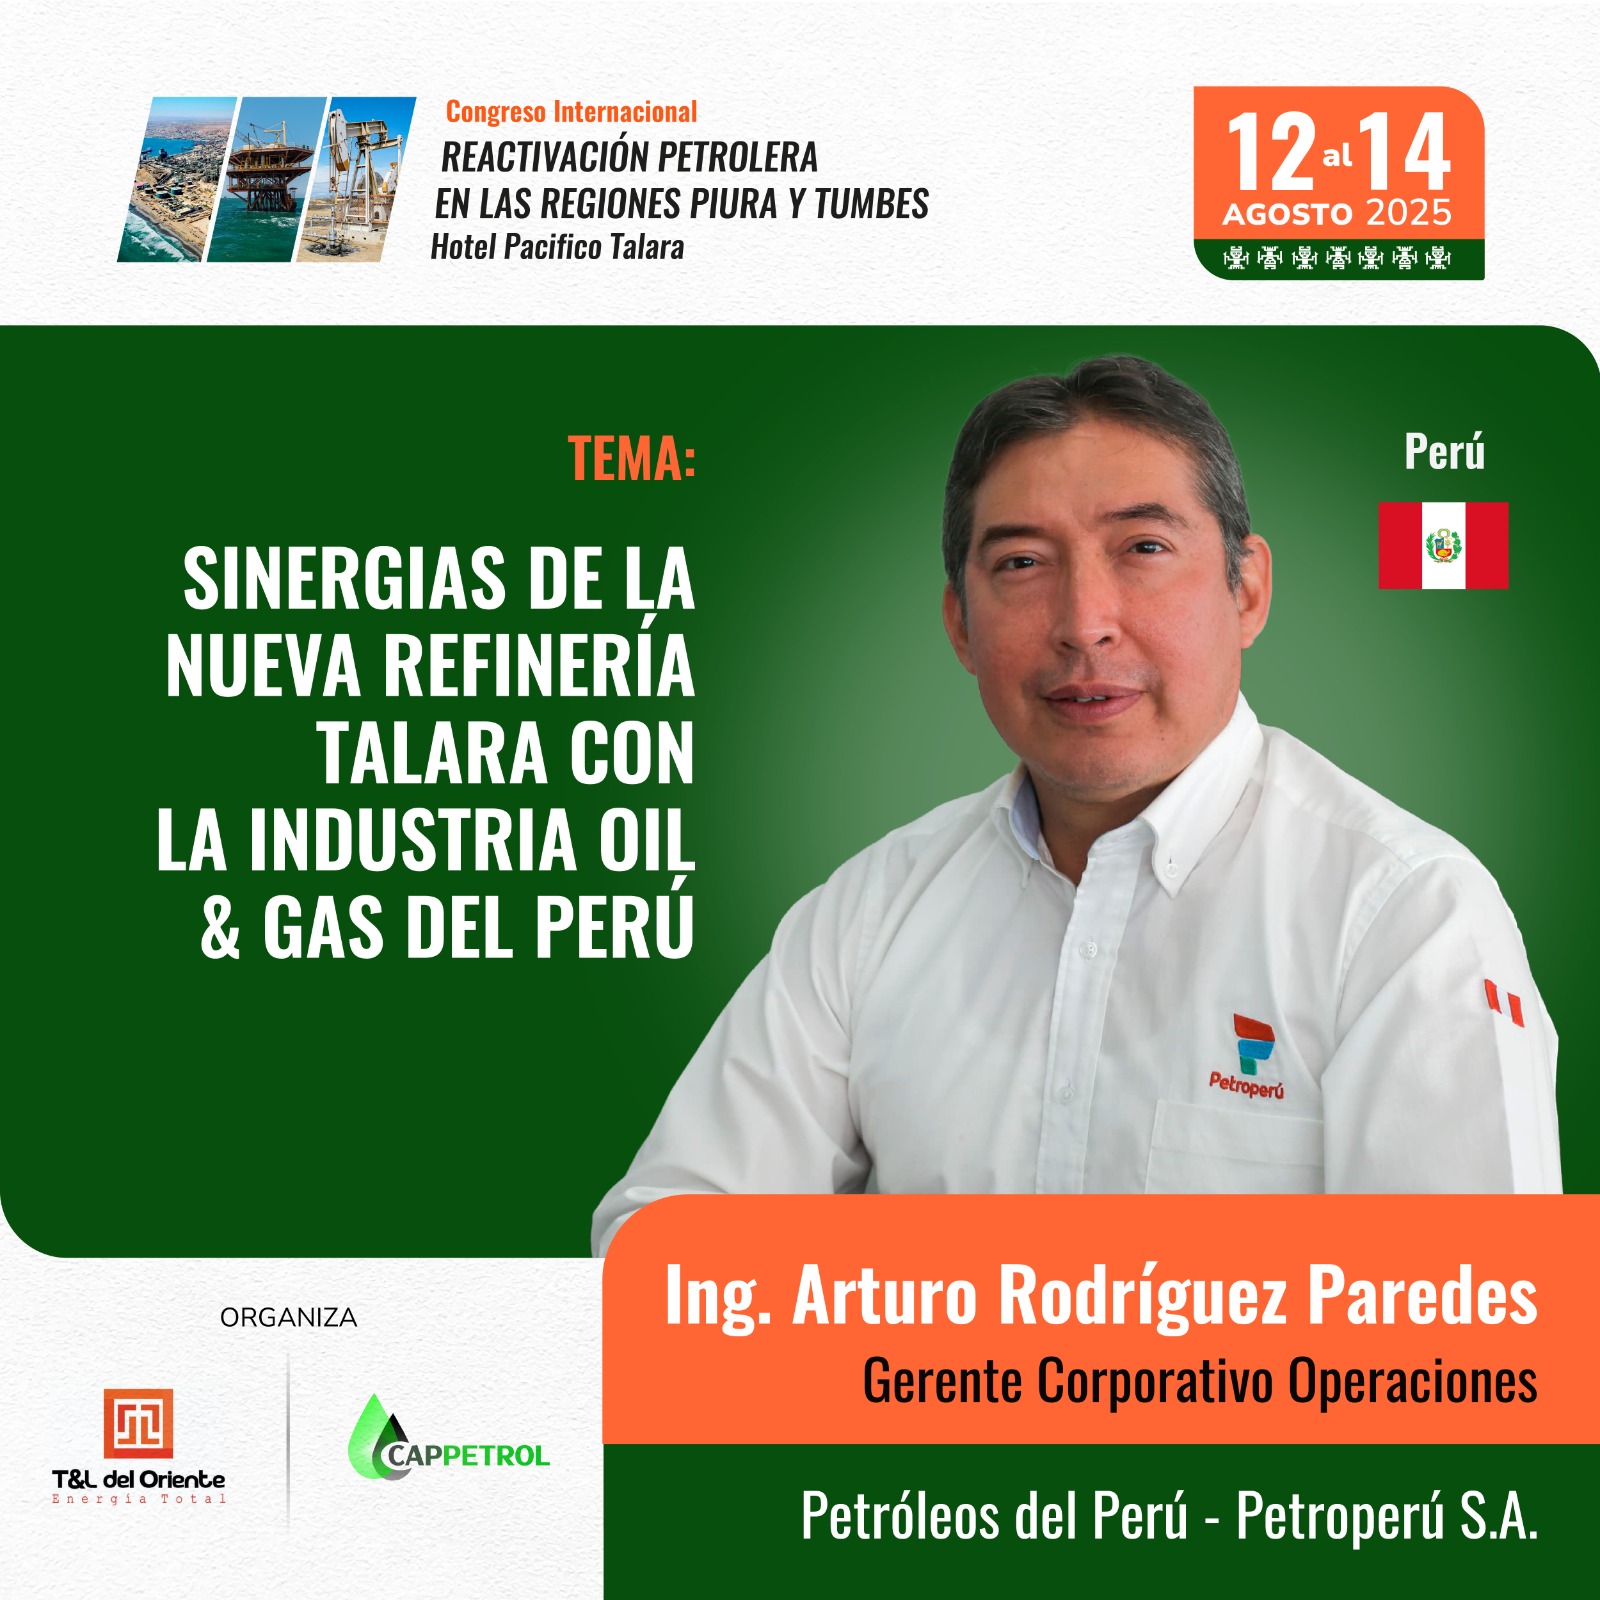 Congreso Internacional
REACTIVACIÓN PETROLERA
EN LAS REGIONES PIURA Y TUMBES
Hotel Pacifico Talara
12 al 14
AGOSTO 2025
TEMA:
SINERGIAS DE LA
NUEVA REFINERÍA
TALARA CON
LA INDUSTRIA OIL
& GAS DEL PERÚ
Perú
Petroperú
Ing. Arturo Rodríguez Paredes
Gerente Corporativo Operaciones
Petróleos del Perú - Petroperú S.A.
ORGANIZA
T&L del Oriente
Energía Total
CAPPETROL